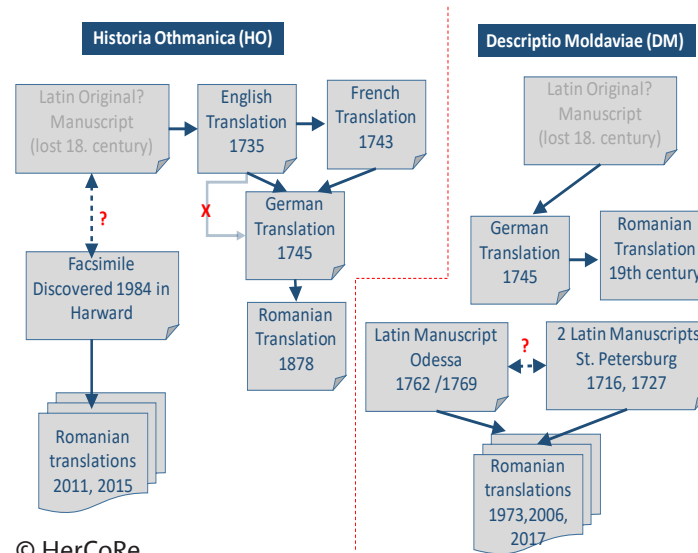 Historia Othmanica (HO)
Latin Original?
Manuscript
(lost 18. century)
English
Translation
1735
French
Translation
1743
X
German
Translation
1745
?
Facsimile
Discovered 1984 in
Harward
Romanian
Translation
1878
Romanian
translations
2011, 2015
© HerCoRe
Descriptio Moldaviae (DM)
Latin Original?
Manuscript
(lost 18. century)
German
Translation
1745
Romanian
Translation
19th century
Latin Manuscript
Odessa
1762 /1769
?
2 Latin Manuscripts
St. Petersburg
1716, 1727
Romanian
translations
1973,2006,
2017